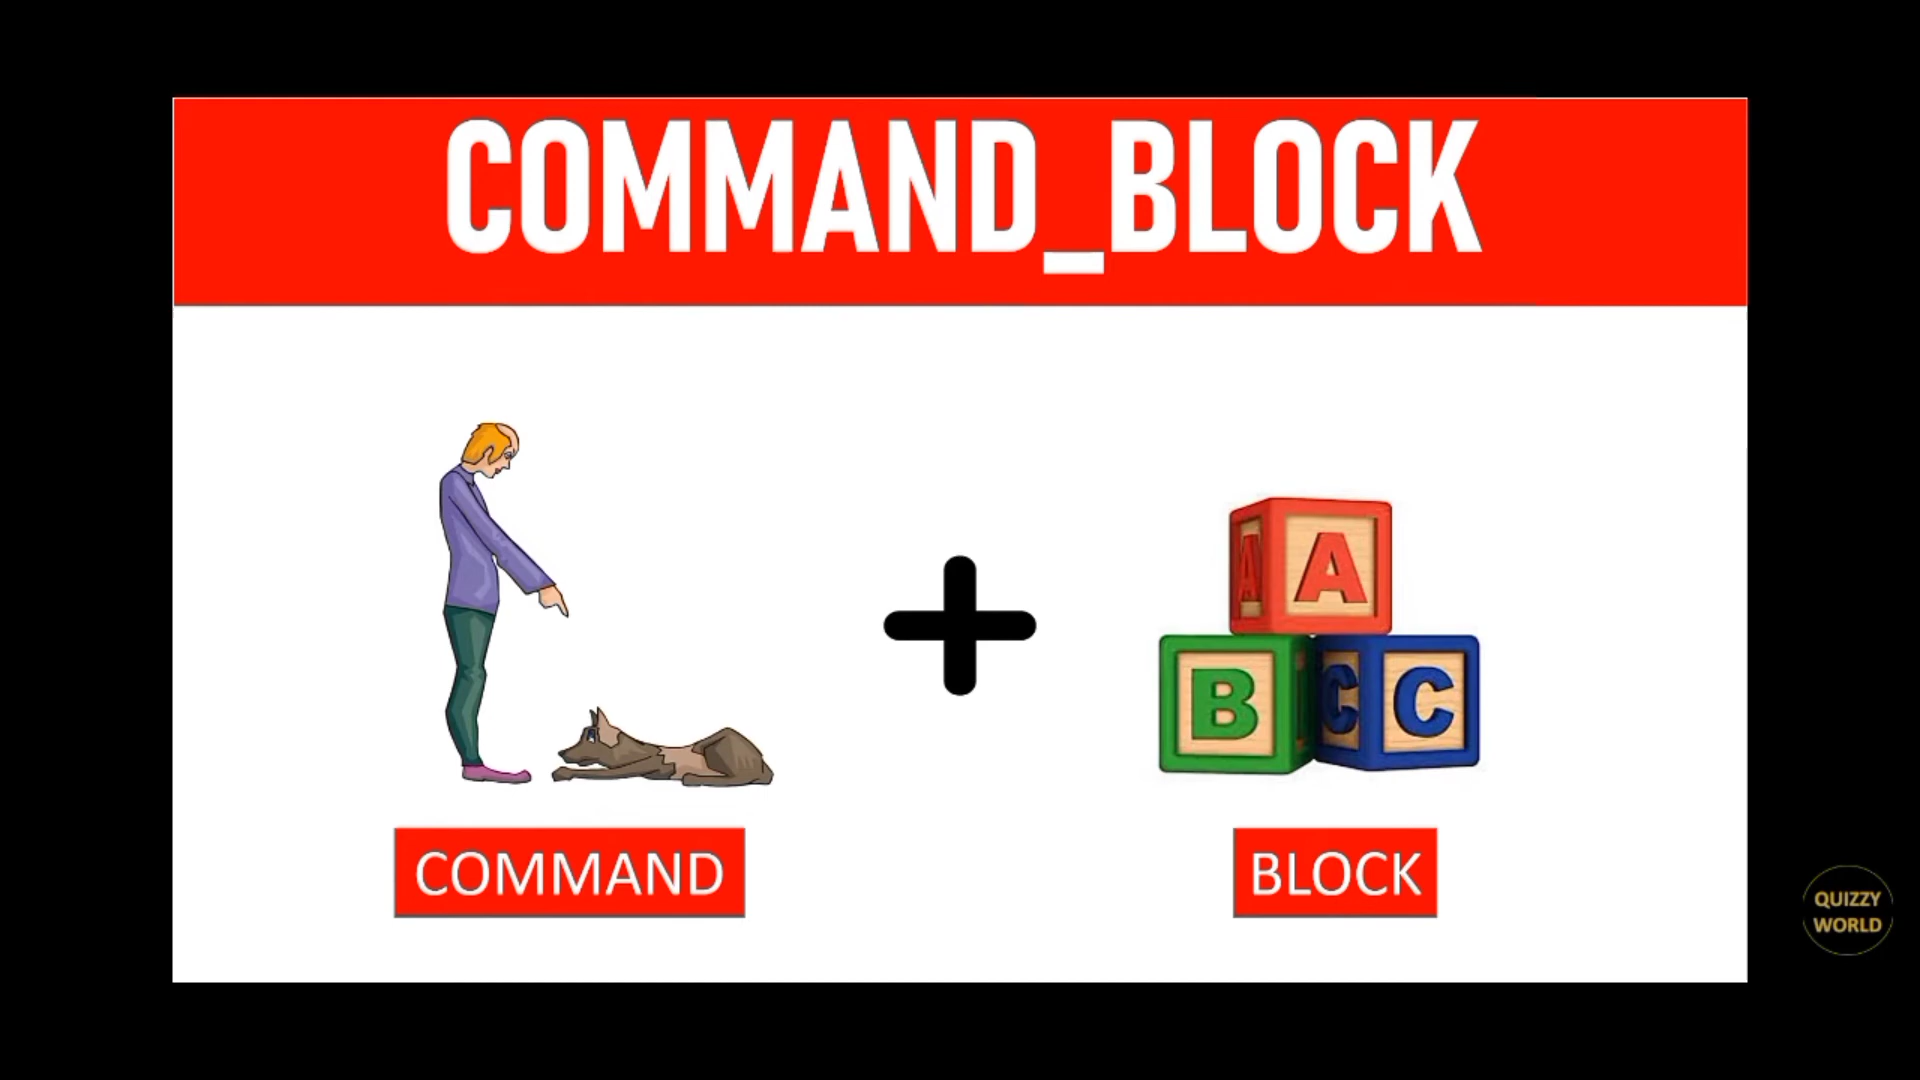 COMMAND_BLOCK
A A
B C C
COMMAND
BLOCK
QUIZZY
WORLD